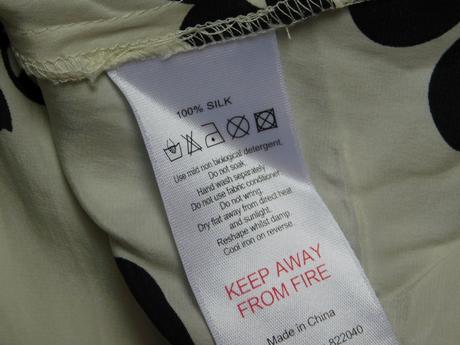 100% SILK
Use mild non biological detergent.
Do not soak.
Hand wash separately
Do not use fabric conditioner
Do not wring.
Dry flat away from direct heat
and sunlight.
Reshape whilst damp.
Cool iron on reverse.
KEEP AWAY
FROM FIRE
Made in China
822040